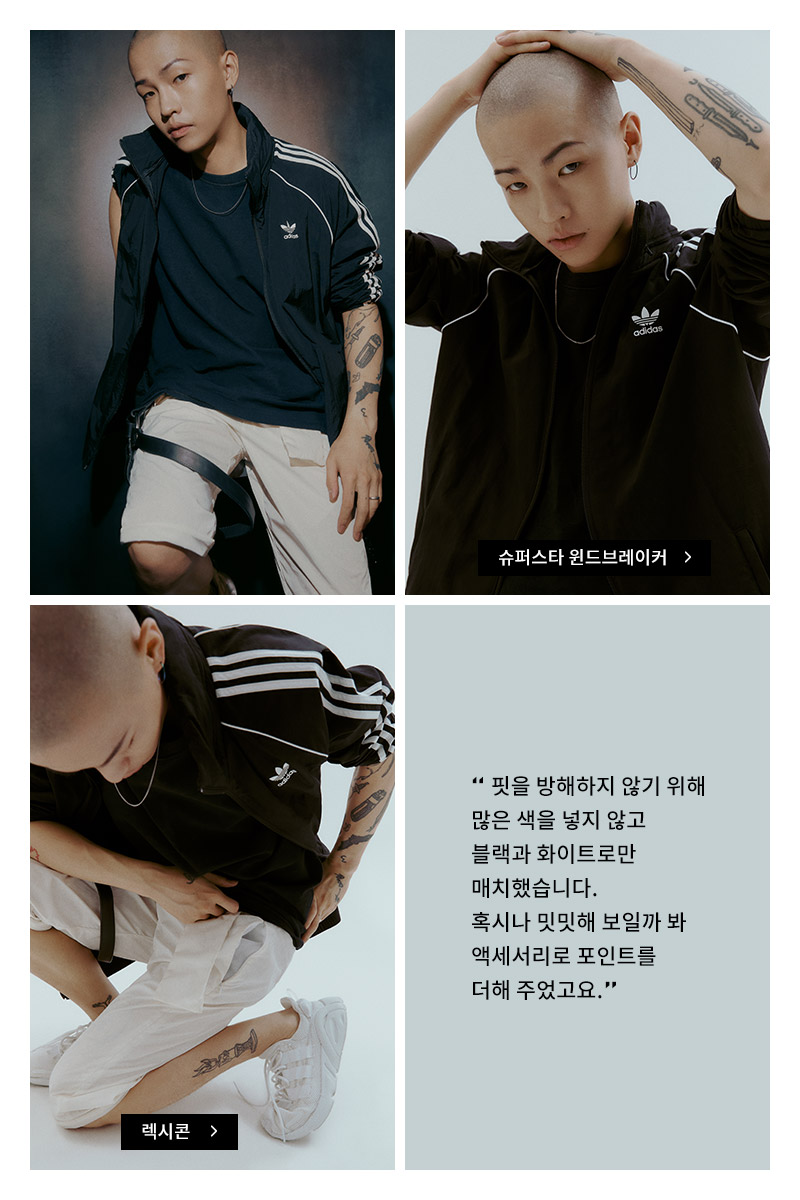 adidas
adidas
슈퍼스타 윈드브레이커 >
adidas
렉시콘 >
“ 핏을 방해하지 않기 위해
많은 색을 넣지 않고
블랙과 화이트로만
매치했습니다.
혹시나 밋밋해 보일까 봐
액세서리로 포인트를
더해 주었고요.”